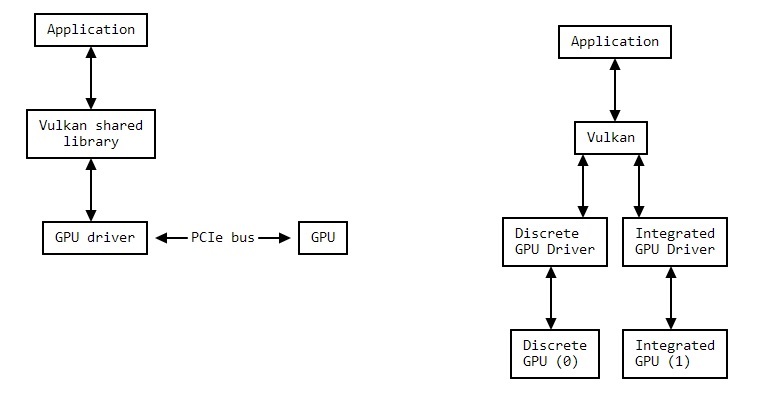 Application
Vulkan shared
library
GPU driver
PCIe bus
GPU
Application
Vulkan
Discrete
GPU Driver
Integrated
GPU Driver
Discrete
GPU (0)
Integrated
GPU (1)